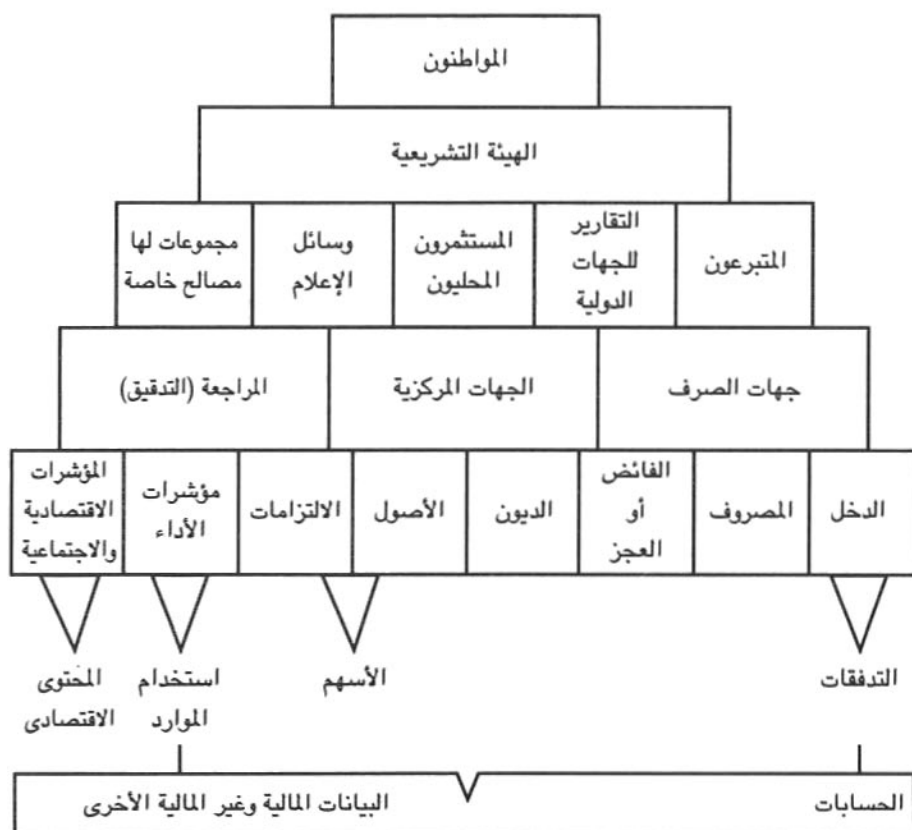 المواطنون
الهيئة التشريعية
المتبرعون
التقارير
للجهات
الدولية
المستثمرون
المحليون
وسائل
الإعلام
مجموعات لها
مصالح خاصة
جهات الصرف
الجهات المركزية
المراجعة (التدقيق)
الدخل
المصروف
الفائض
أو
العجز
الديون
الأصول
الالتزامات
مؤشرات
الأداء
المؤشرات
الاقتصادية
والاجتماعية
التدفقات
الأسهم
استخدام
الموارد
المختوى
الاقتصادى
الحسابات
البيانات المالية وغير المالية الأخرى